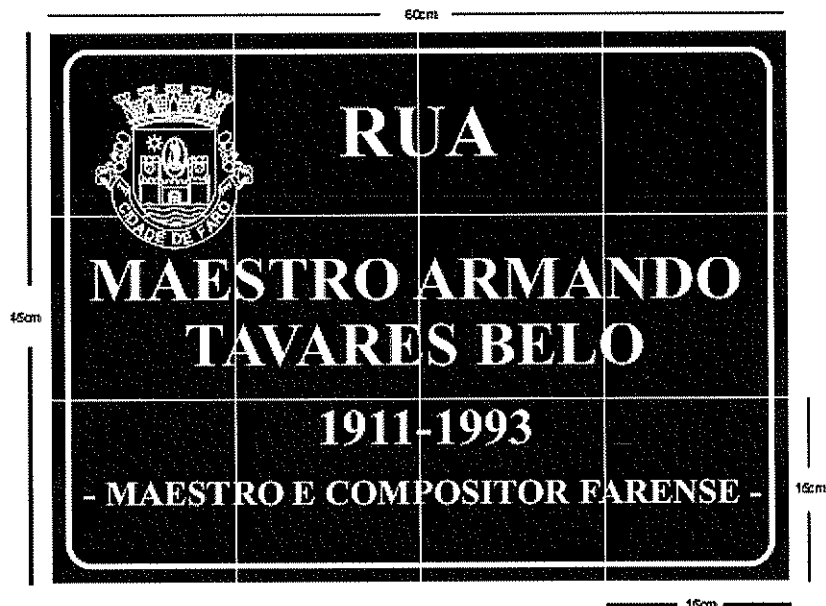 60cm
RUA
CIDADE DE FARO
MAESTRO ARMANDO
TAVARES BELO
45cm
1911-1993
- MAESTRO E COMPOSITOR FARENSE -
15cm
15cm